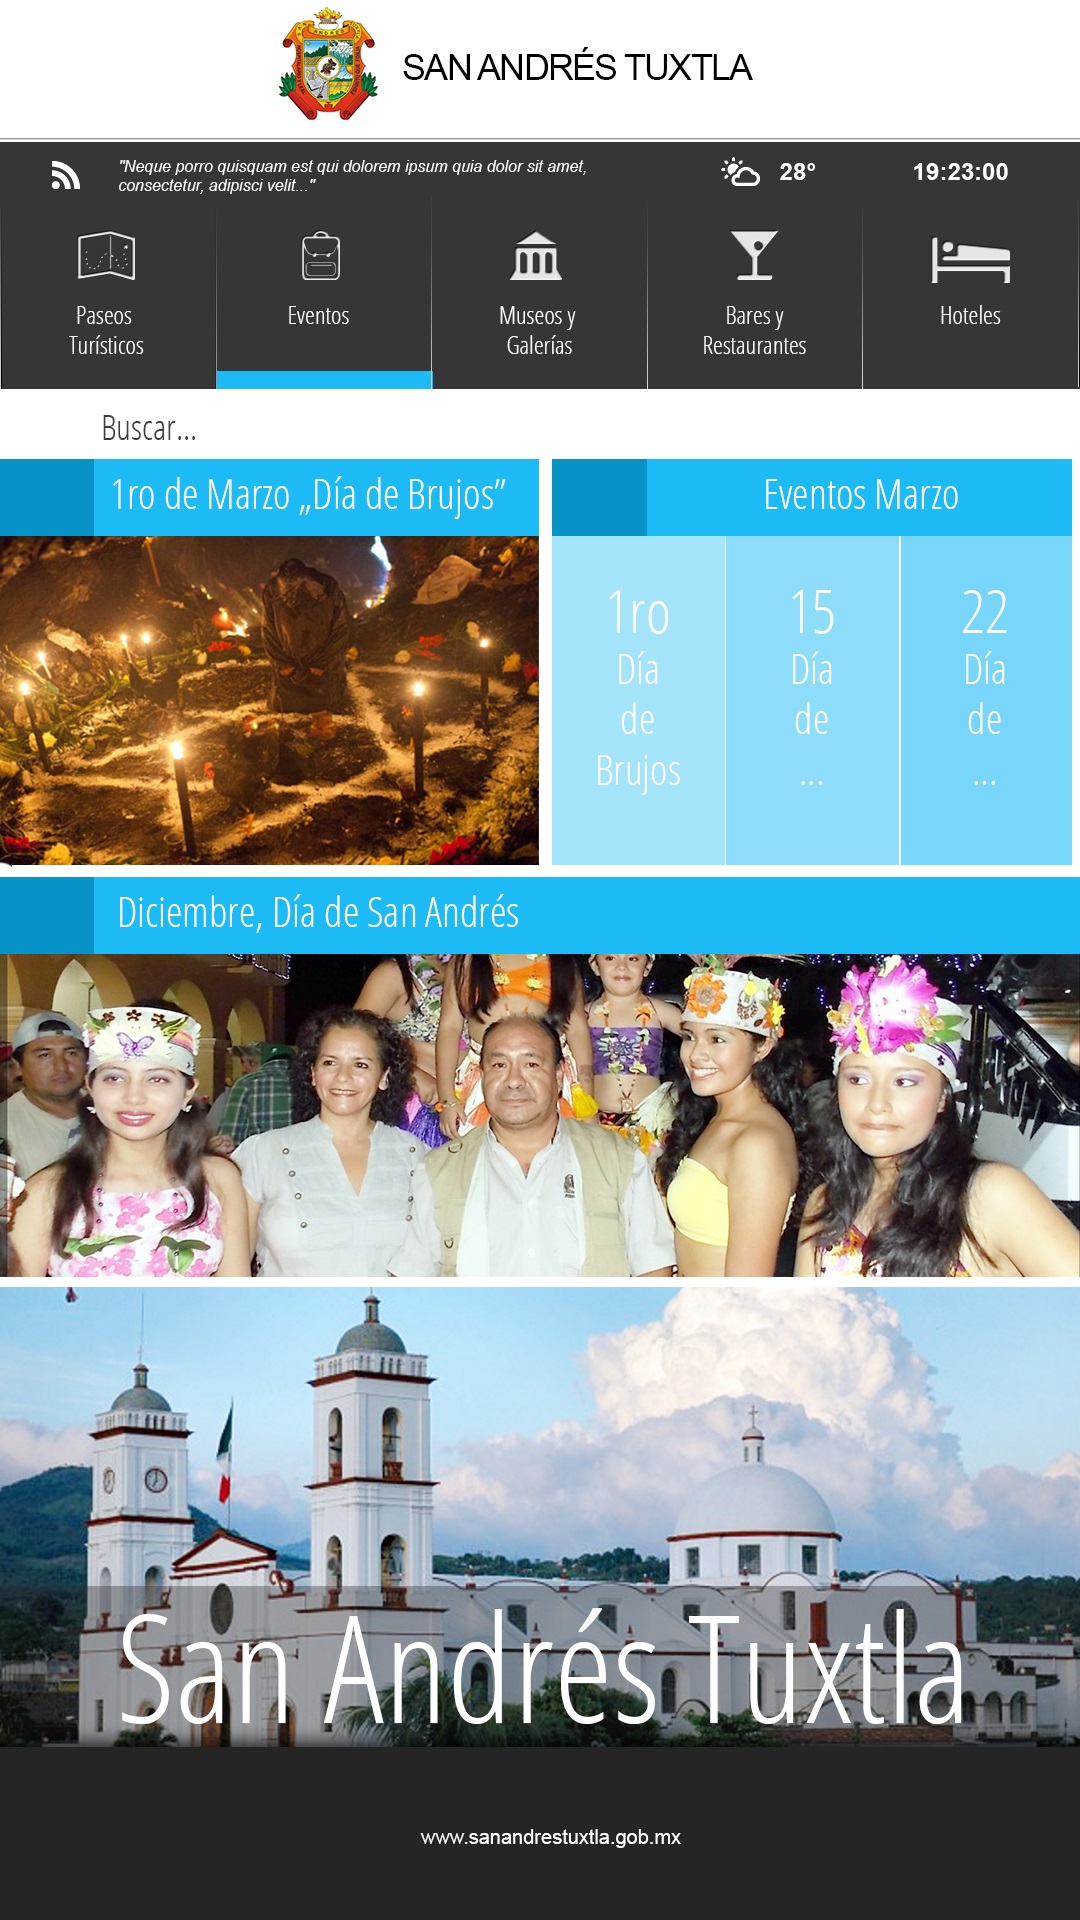 SAN ANDRÉS TUXTLA
"Neque porro quisquam est qui dolorem ipsum quia dolor sit amet,
consectetur, adipisci velit..."
28º
19:23:00
Paseos
Turísticos
Eventos
Museos y
Galerías
Bares y
Restaurantes
Hoteles
Buscar...
1ro de Marzo „Día de Brujos”
Eventos Marzo
1ro
Día
de
Brujos
15
Día
de
...
22
Día
de
...
Diciembre, Día de San Andrés
San Andrés Tuxtla
www.sanandrestuxtla.gob.mx